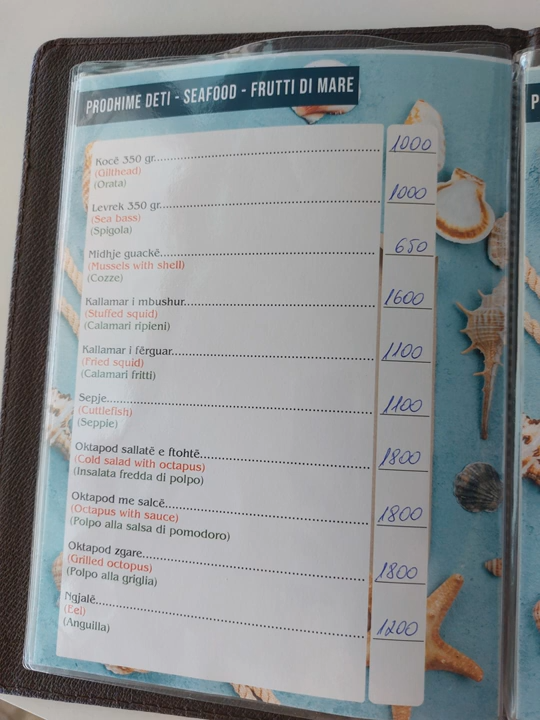 PRODHIME DETI - SEAFOOD - FRUTTI DI MARE
Kocë 350 gr........................ 1000
(Gilthead)
(Orata)
Levrek 350 gr........................ 1000
(Sea bass)
(Spigola)
Midhje guackë........................ 650
(Mussels with shell)
(Cozze)
Kallamar i mbushur........................ 1600
(Stuffed squid)
(Calamari ripieni)
Kallamar i fërguar........................ 1100
(Fried squid)
(Calamari fritti)
Sepje........................ 1100
(Cuttlefish)
(Seppie)
Oktapod sallatë e ftohtë........................ 1800
(Cold salad with octapus)
(Insalata fredda di polpo)
Oktapod me salcë........................ 1800
(Octapus with sauce)
(Polpo alla salsa di pomodoro)
Oktapod zgare........................ 1800
(Grilled octopus)
(Polpo alla griglia)
Ngjalë........................ 1200
(Eel)
(Anguilla)
P